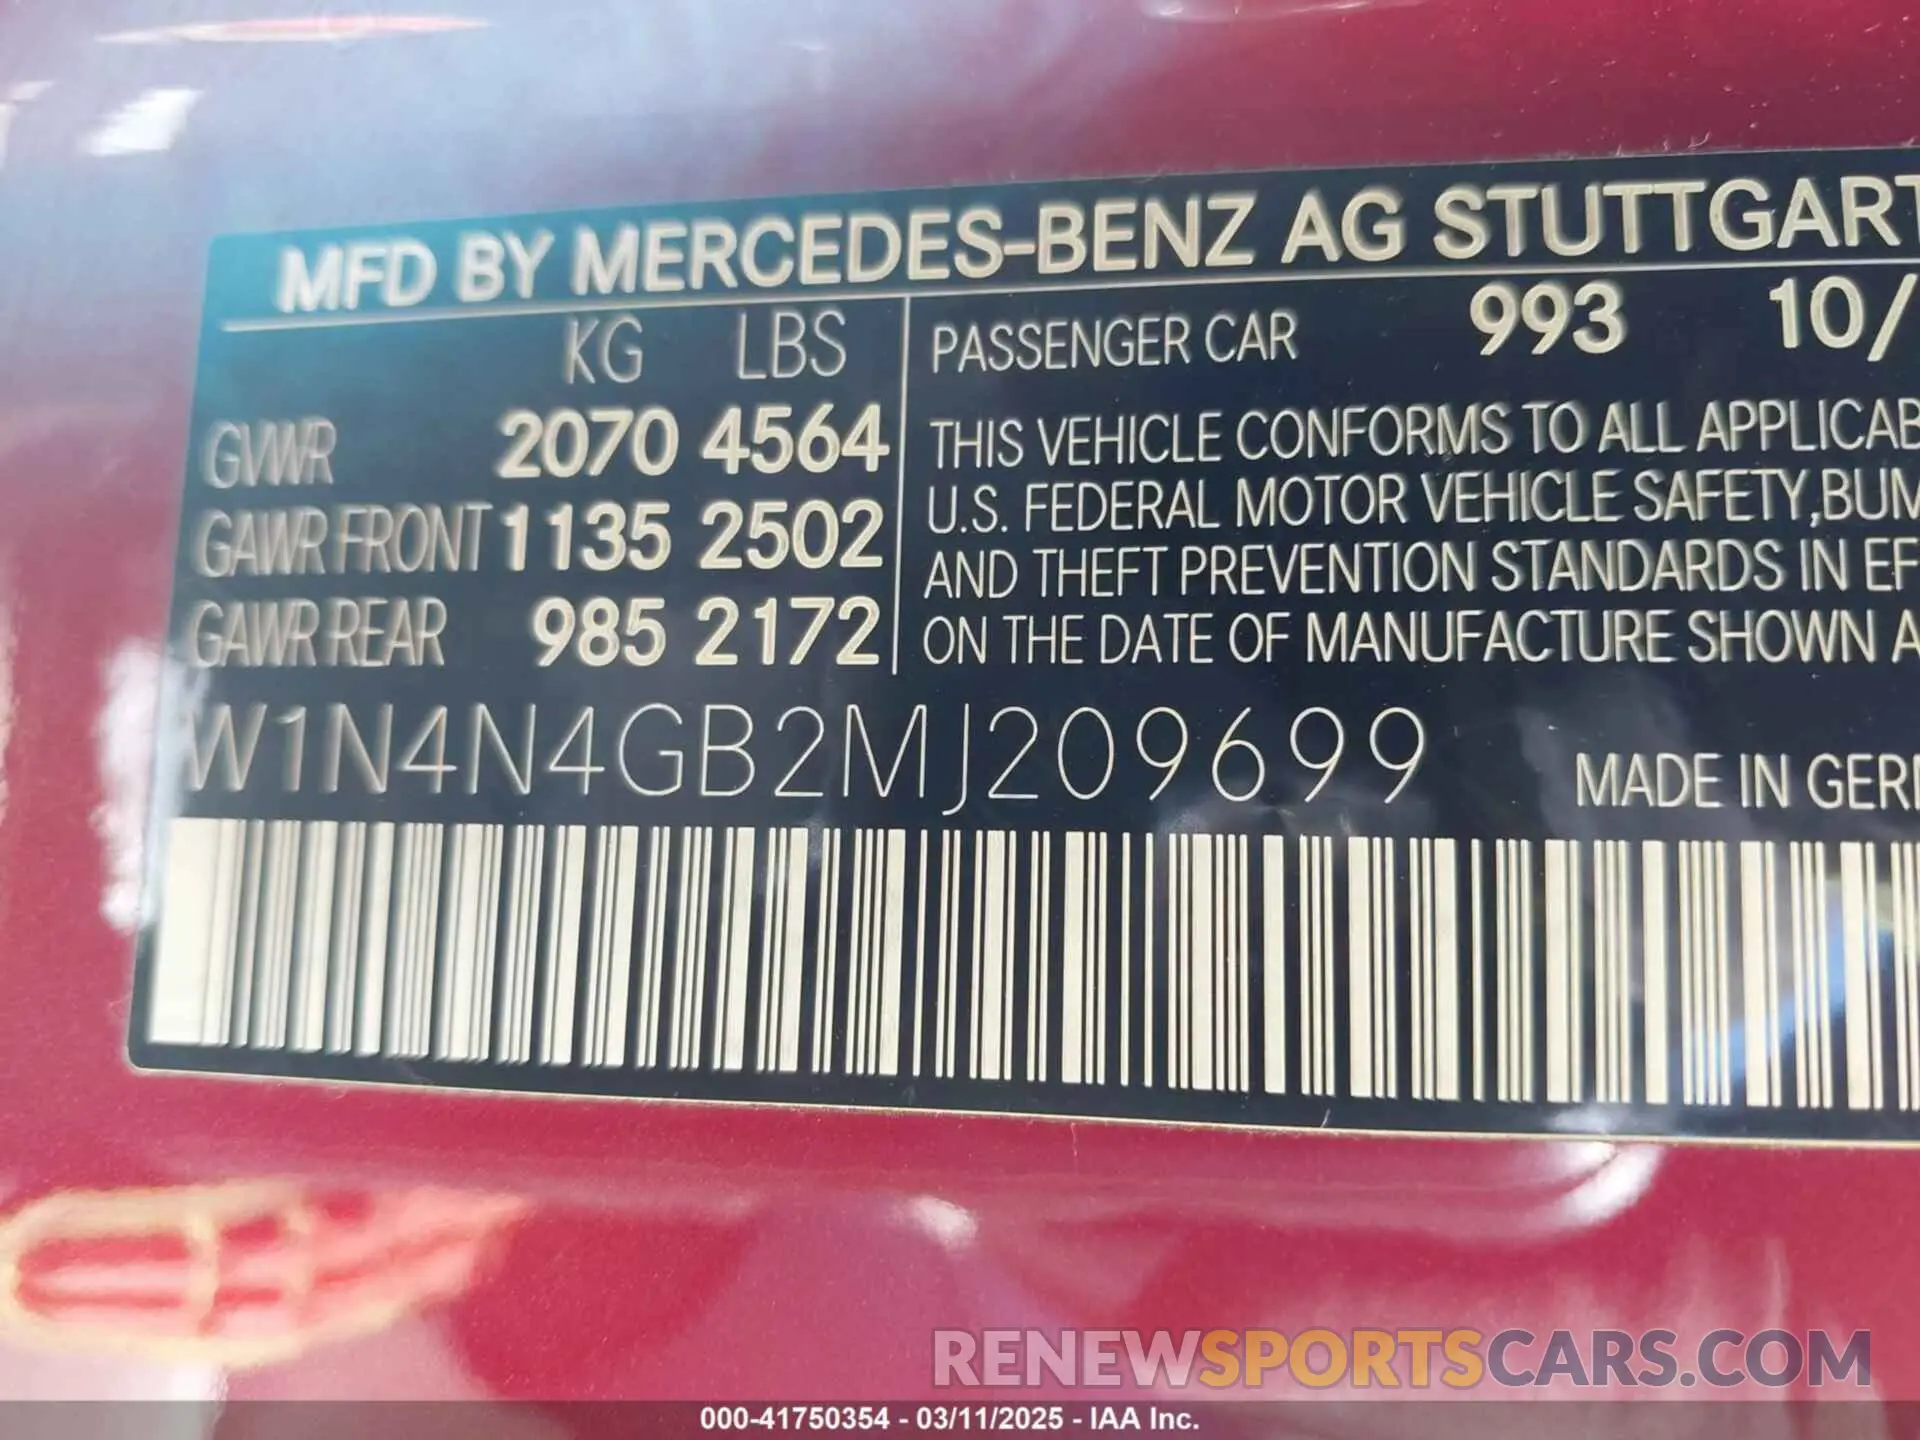 MFD BY MERCEDES-BENZ AG STUTTGART
KG LBS PASSENGER CAR 993 10/
GVWR 2070 4564 THIS VEHICLE CONFORMS TO ALL APPLICAB
GAWR FRONT 1135 2502 U.S. FEDERAL MOTOR VEHICLE SAFETY,BUM
GAWR REAR 985 2172 AND THEFT PREVENTION STANDARDS IN EF
ON THE DATE OF MANUFACTURE SHOWN A
W1N4N4GB2MJ209699
MADE IN GER
RENEWSPORTSCARS.COM
000-41750354 - 03/11/2025 - IAA Inc.